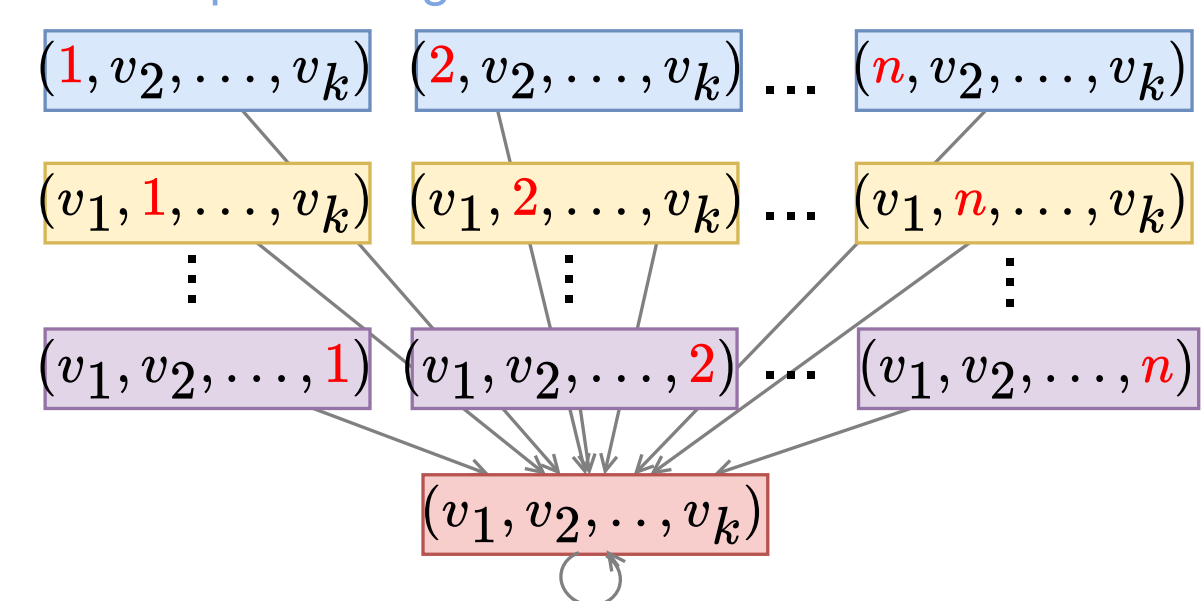 (1, v₂, . . . , vₖ) (2, v₂, . . . , vₖ) ... (n, v₂, . . . , vₖ)
(v₁, 1, . . . , vₖ) (v₁, 2, . . . , vₖ) ... (v₁, n, . . . , vₖ)
(v₁, v₂, . . . , 1) (v₁, v₂, . . . , 2) ... (v₁, v₂, . . . , n)
(v₁, v₂, . . , vₖ)